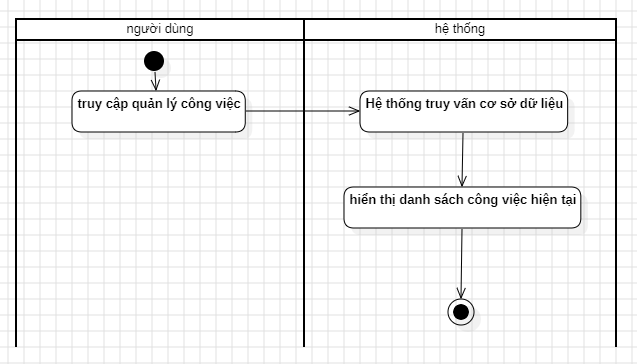 người dùng
hệ thống
truy cập quản lý công việc
Hệ thống truy vấn cơ sở dữ liệu
hiển thị danh sách công việc hiện tại